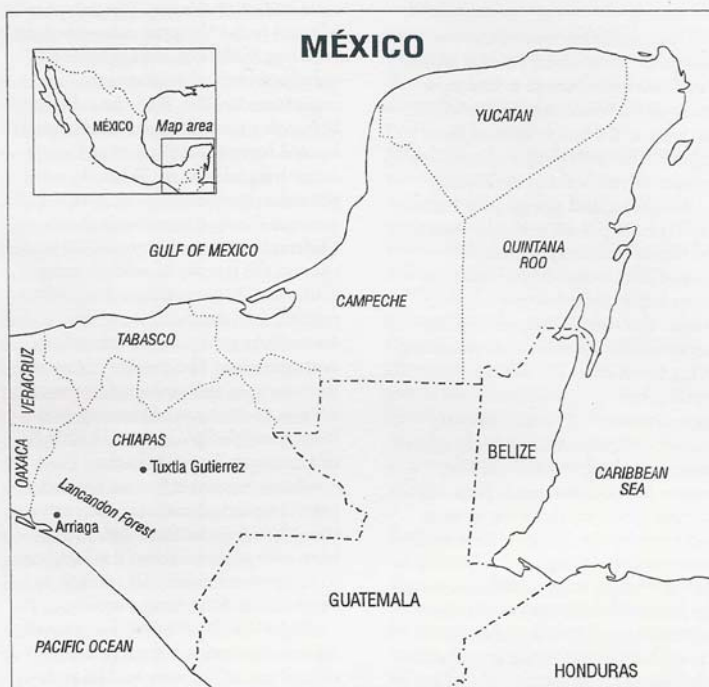 MÉXICO
MÉXICO
Map area
YUCATAN
GULF OF MEXICO
QUINTANA
ROO
CAMPECHE
TABASCO
VERACRUZ
OAXACA
CHIAPAS
Tuxtla Gutierrez
Lancandon Forest
Arriaga
BELIZE
CARIBBEAN
SEA
GUATEMALA
PACIFIC OCEAN
HONDURAS